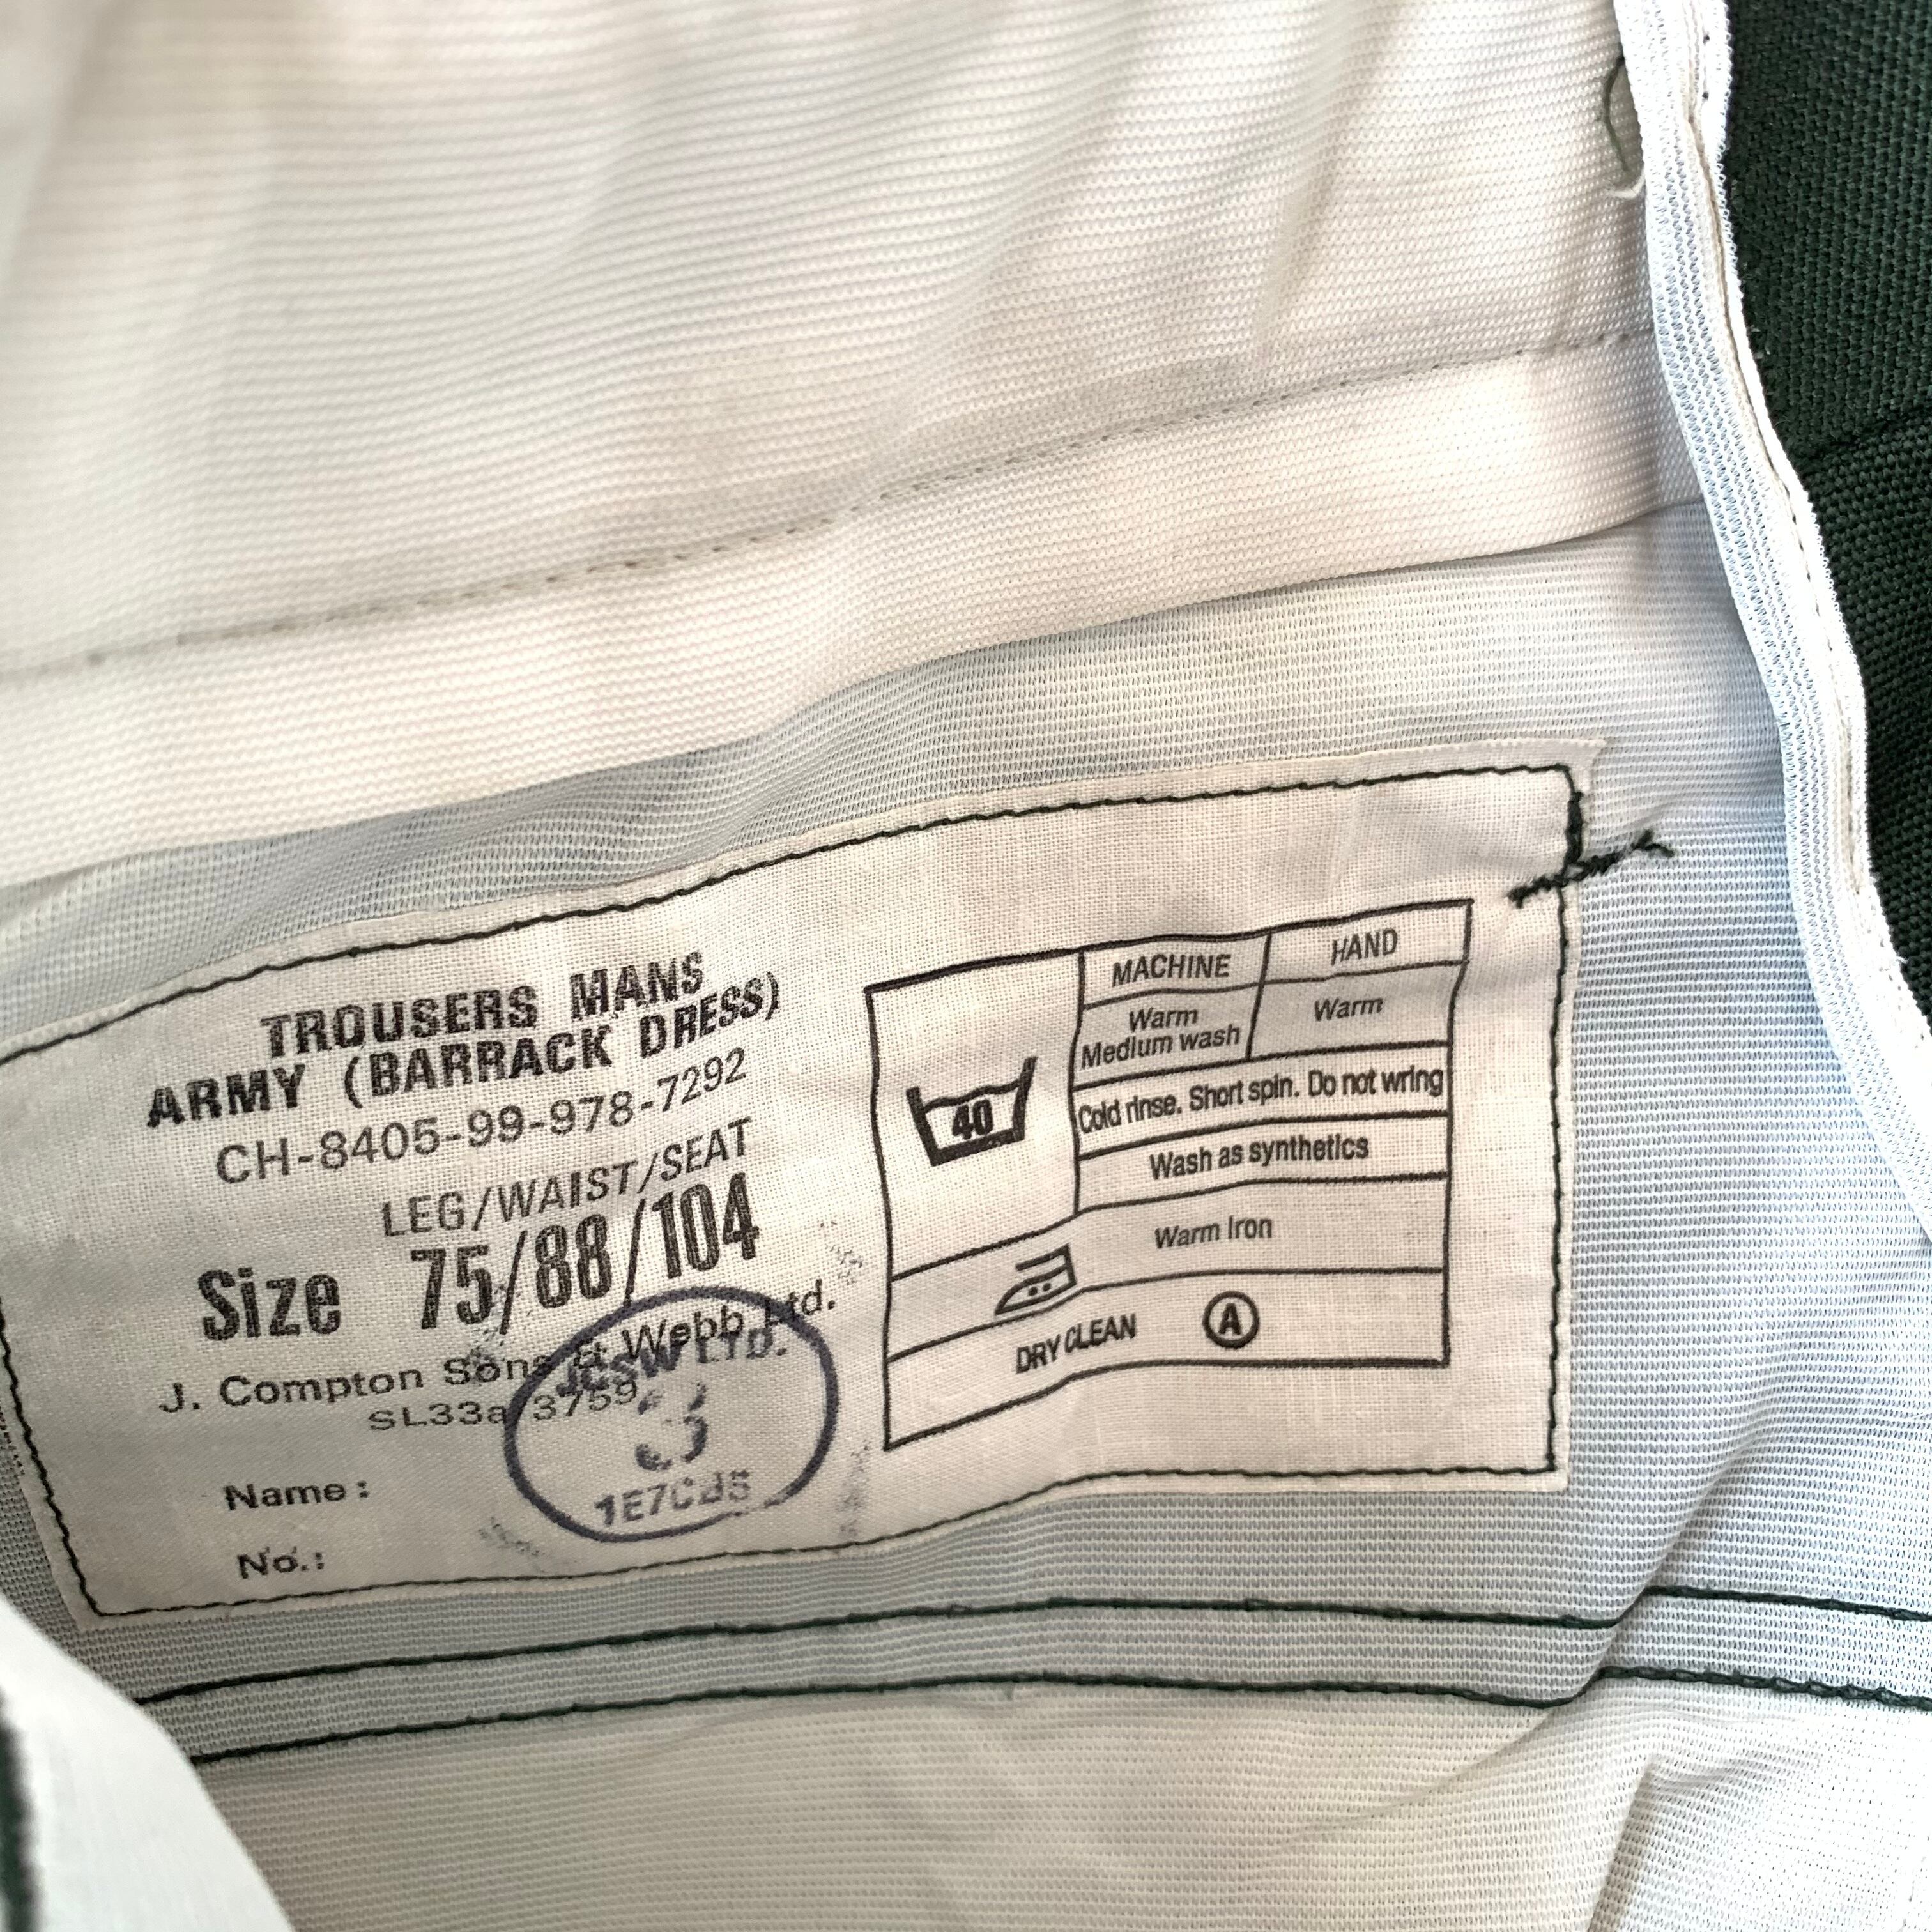 TROUSERS MANS
ARMY (BARRACK DRESS)
CH-8405-99-978-7292
LEG/WAIST/SEAT
Size 75/88/104
J. Compton Sons & Webb Ltd.
SL33a/3759
JCSW LTD.
3
Name:
No.:
MACHINE HAND
Warm
Medium wash
Warm
40
Cold rinse. Short spin. Do not wring
Wash as synthetics
Warm Iron
DRY CLEAN A